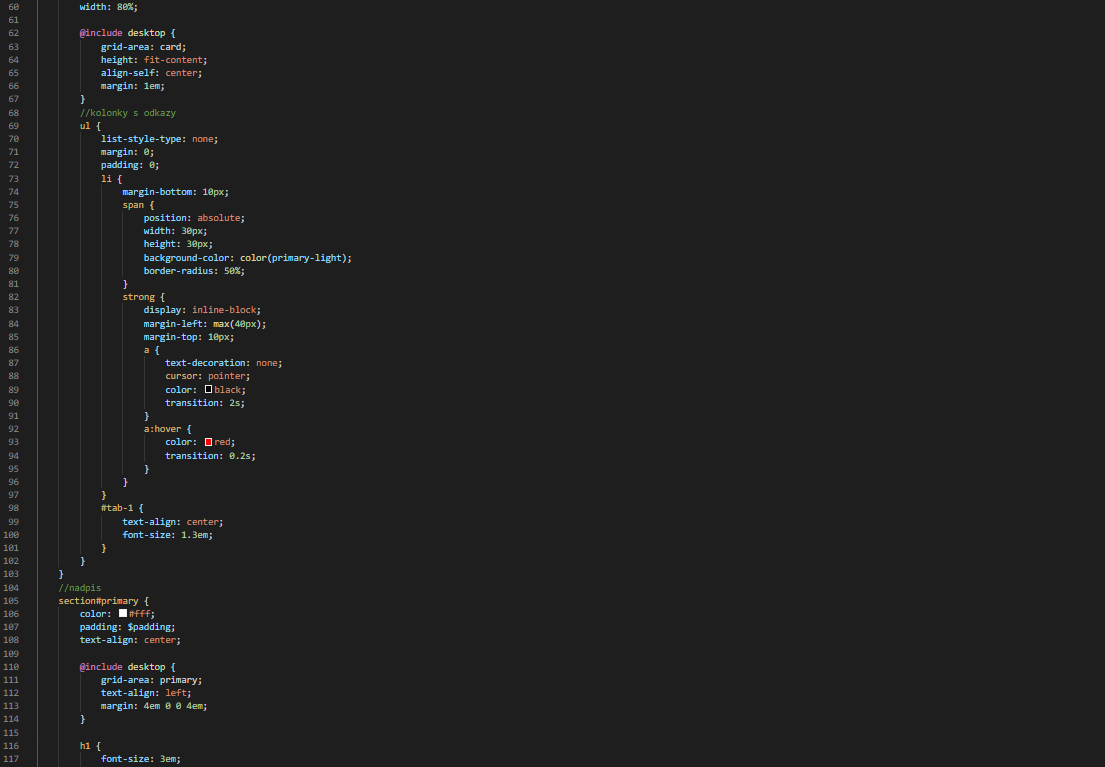 60 width: 80%;
61
62 @include desktop {
63 grid-area: card;
64 height: fit-content;
65 align-self: center;
66 margin: 1em;
67 }
68 //kolonky s odkazy
69 ul {
70 list-style-type: none;
71 margin: 0;
72 padding: 0;
73 li {
74 margin-bottom: 10px;
75 span {
76 position: absolute;
77 width: 30px;
78 height: 30px;
79 background-color: color(primary-light);
80 border-radius: 50%;
81 }
82 strong {
83 display: inline-block;
84 margin-left: max(40px);
85 margin-top: 10px;
86 a {
87 text-decoration: none;
88 cursor: pointer;
89 color: black;
90 transition: 2s;
91 }
92 a:hover {
93 color: red;
94 transition: 0.2s;
95 }
96 }
97 }
98 #tab-1 {
99 text-align: center;
100 font-size: 1.3em;
101 }
102 }
103 }
104 //nadpis
105 section#primary {
106 color: #fff;
107 padding: $padding;
108 text-align: center;
109
110 @include desktop {
111 grid-area: primary;
112 text-align: left;
113 margin: 4em 0 0 4em;
114 }
115
116 h1 {
117 font-size: 3em;